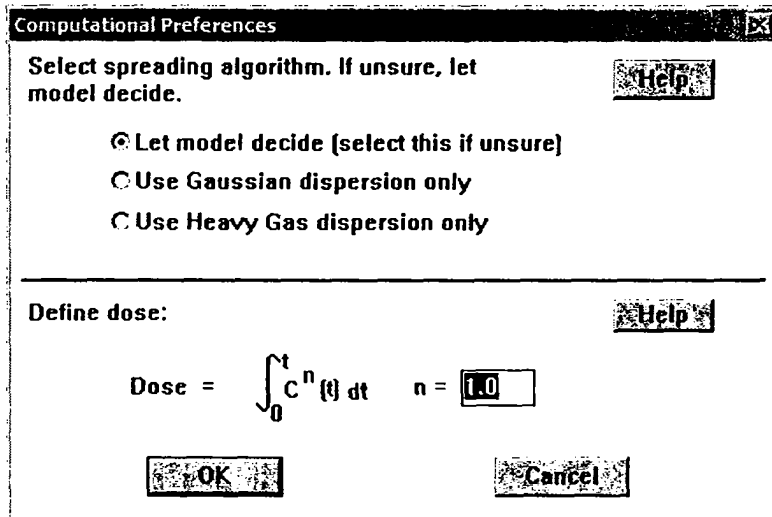 Computational Preferences
Select spreading algorithm. If unsure, let
model decide.
Help
Let model decide (select this if unsure)
Use Gaussian dispersion only
Use Heavy Gas dispersion only
Define dose:
Help
Dose = ∫₀ᵗ Cⁿ (t) dt n = 1.0
OK
Cancel